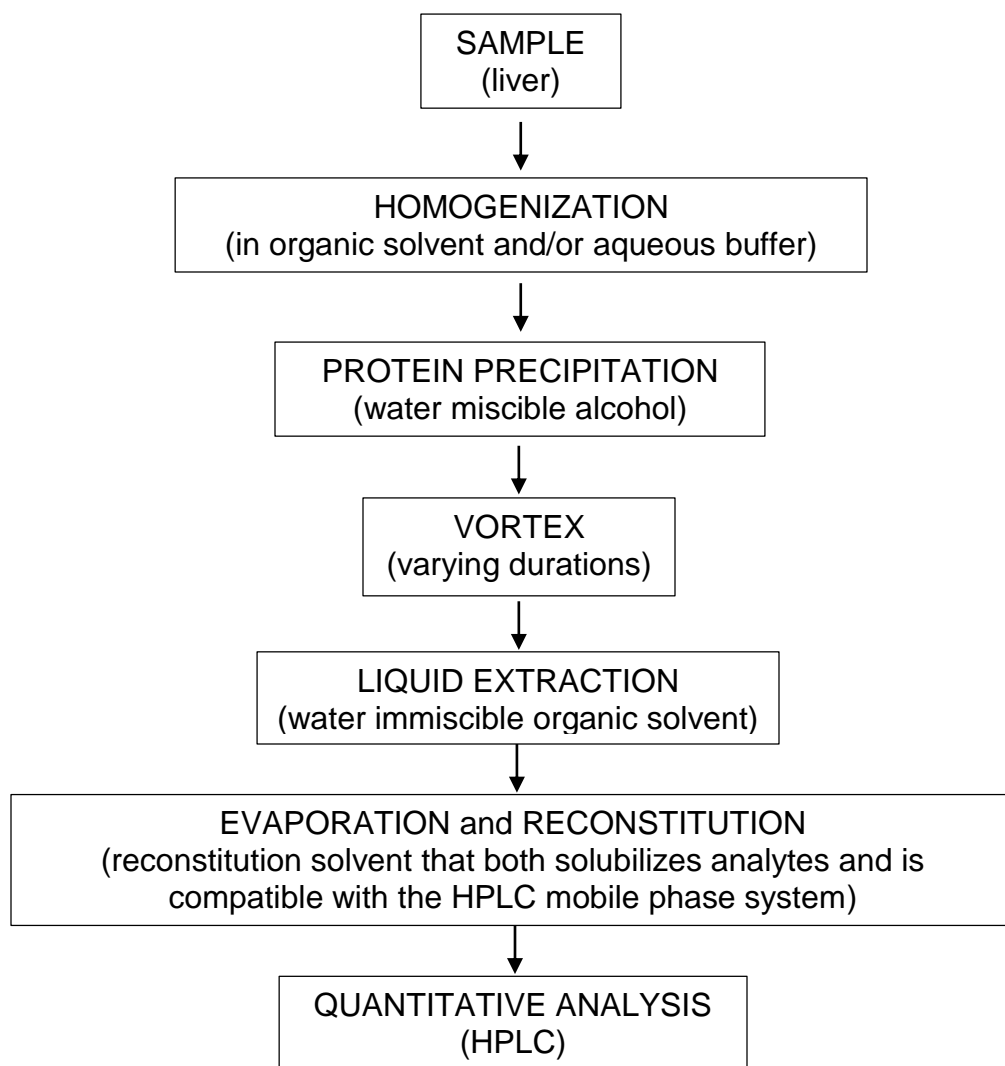 SAMPLE
(liver)
HOMOGENIZATION
(in organic solvent and/or aqueous buffer)
PROTEIN PRECIPITATION
(water miscible alcohol)
VORTEX
(varying durations)
LIQUID EXTRACTION
(water immiscible organic solvent)
EVAPORATION and RECONSTITUTION
(reconstitution solvent that both solubilizes analytes and is
compatible with the HPLC mobile phase system)
QUANTITATIVE ANALYSIS
(HPLC)